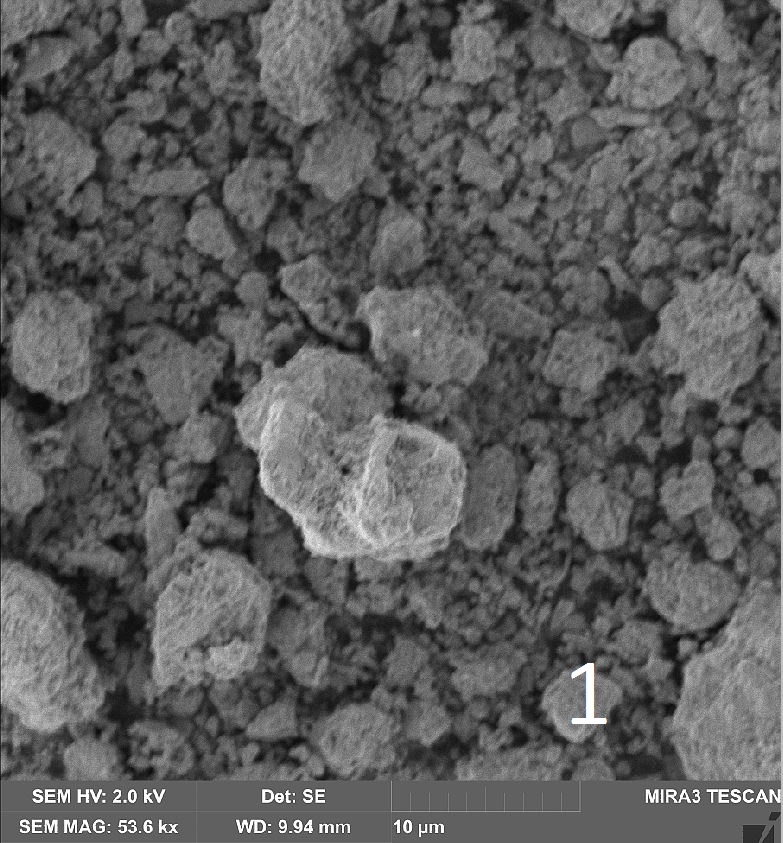 1
SEM HV: 2.0 kV Det: SE MIRA3 TESCAN
SEM MAG: 53.6 kx WD: 9.94 mm 10 µm